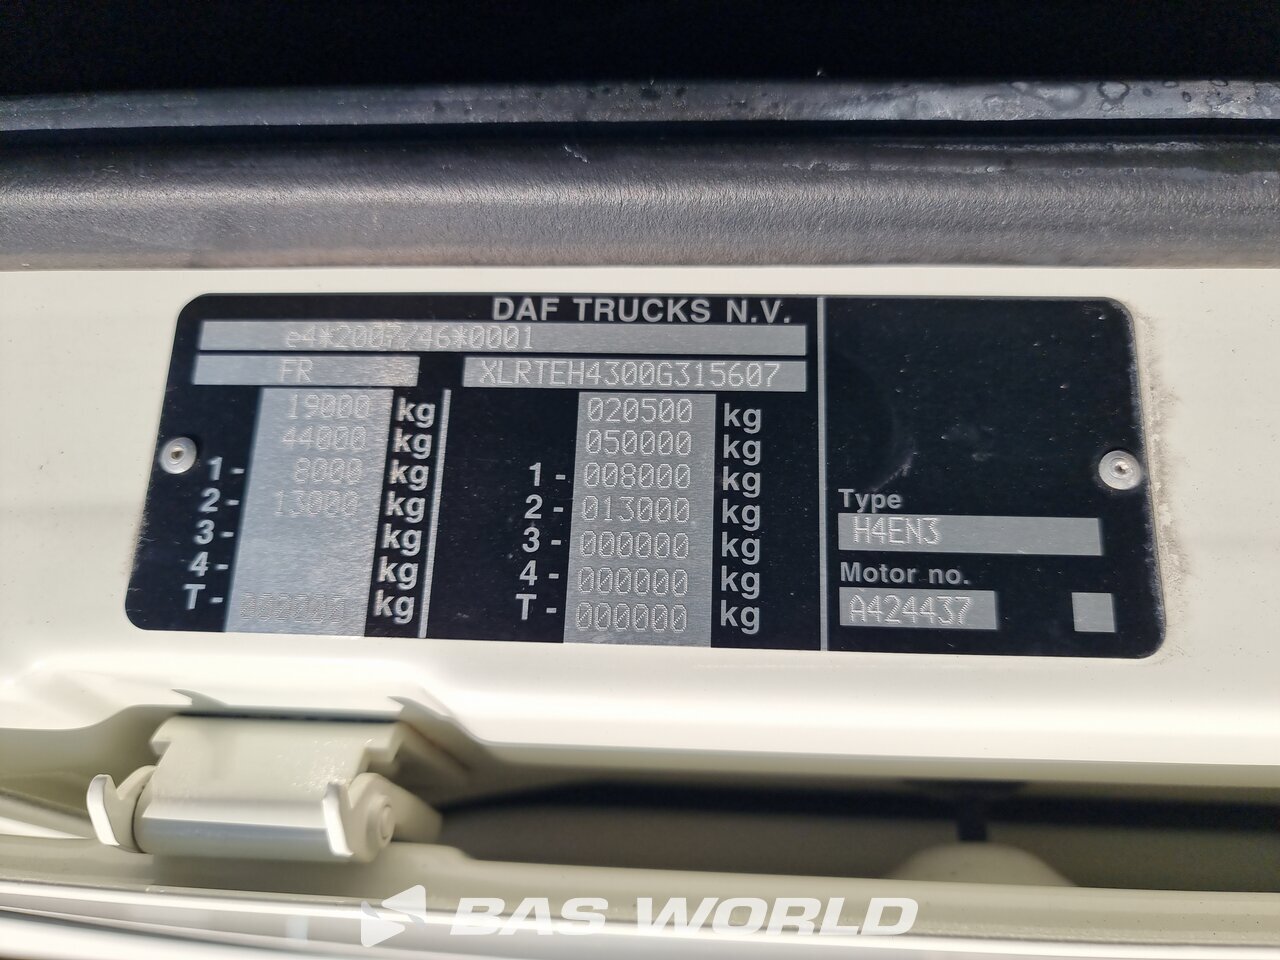 DAF TRUCKS N.V.
e4*2007/46*0001
FR XLRTEH4300G315607
19000 kg 020500 kg
44000 kg 050000 kg
1- 8000 kg 1- 008000 kg
2- 13000 kg 2- 013000 kg
3- kg 3- 000000 kg
4- kg 4- 000000 kg
T- 000000 kg T- 000000 kg
Type
H4EN3
Motor no.
A424437
BAS WORLD